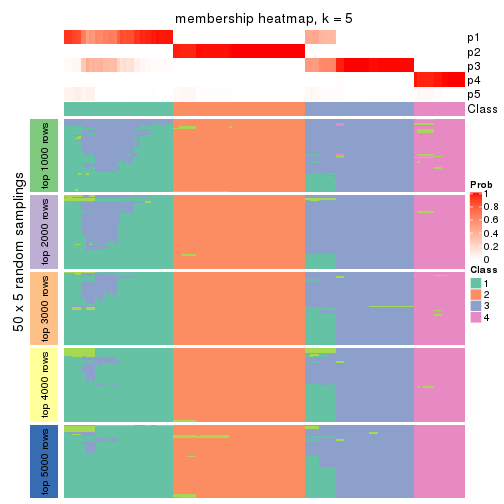 membership heatmap, k = 5
p1
p2
p3
p4
p5
Class
50 x 5 random samplings
top 1000 rows
top 2000 rows
top 3000 rows
top 4000 rows
top 5000 rows
Prob
1
0.8
0.6
0.4
0.2
0
Class
1
2
3
4